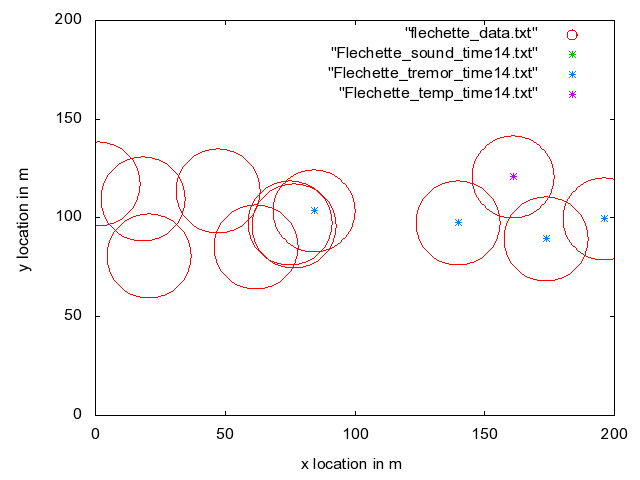 200
"flechette_data.txt"
"Flechette_sound_time14.txt"
"Flechette_tremor_time14.txt"
"Flechette_temp_time14.txt"
150
100
50
0
y location in m
0 50 100 150 200
x location in m